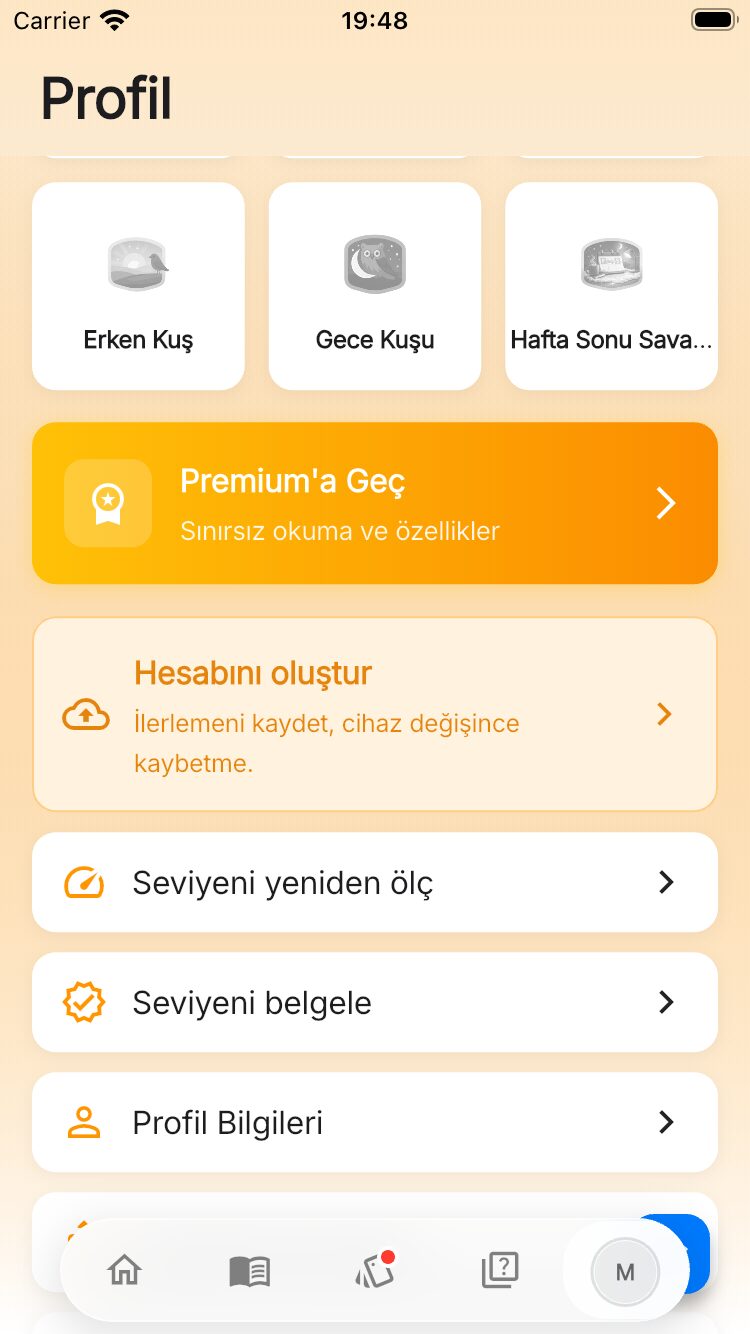 Carrier
19:48
Profil
Erken Kuş
Gece Kuşu
Hafta Sonu Sava...
Premium'a Geç
Sınırsız okuma ve özellikler
Hesabını oluştur
İlerlemeni kaydet, cihaz değişince
kaybetme.
Seviyeni yeniden ölç
Seviyeni belgele
Profil Bilgileri
?
M